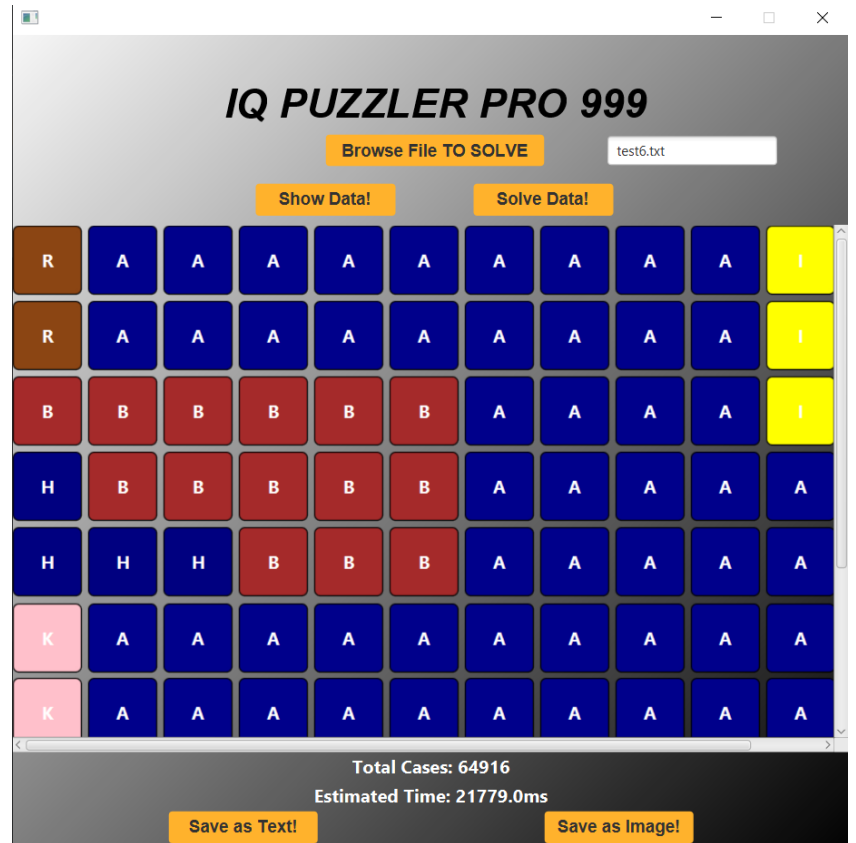 IQ PUZZLER PRO 999
Browse File TO SOLVE test6.txt
Show Data! Solve Data!
R A A A A A A A A A I
R A A A A A A A A A I
B B B B B B A A A A I
H B B B B B A A A A A
H H H B B B A A A A A
K A A A A A A A A A A
K A A A A A A A A A A
Total Cases: 64916
Estimated Time: 21779.0ms
Save as Text! Save as Image!